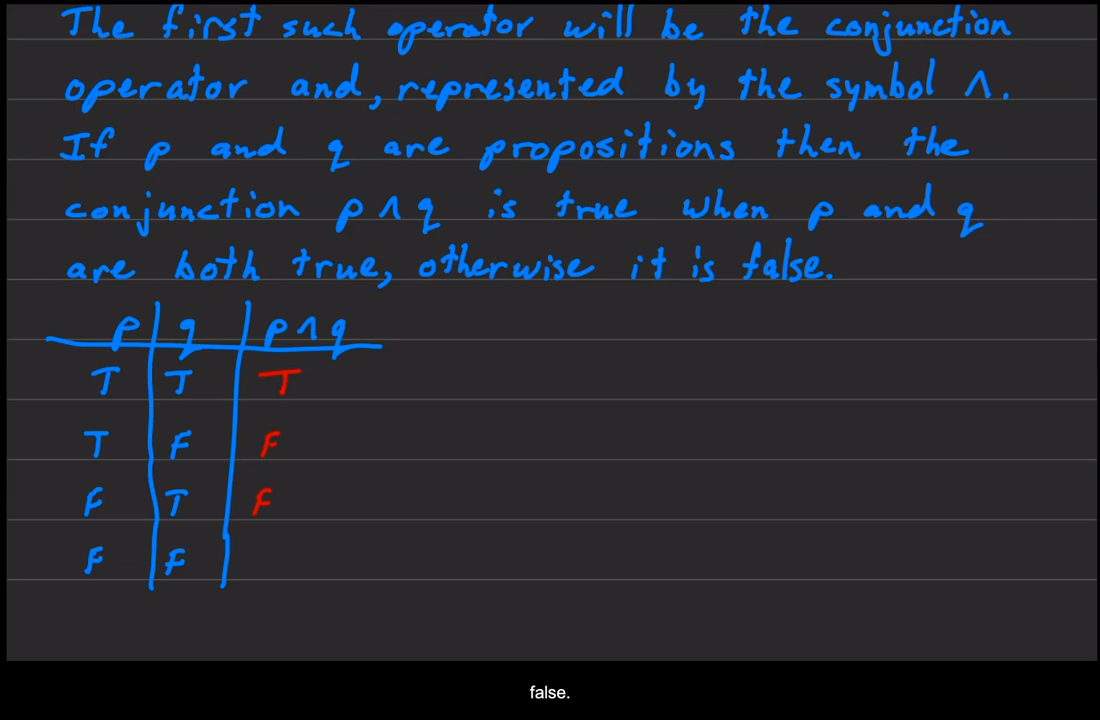 The first such operator will be the conjunction
operator and, represented by the symbol ∧.
If p and q are propositions then the
conjunction p ∧ q is true when p and q
are both true, otherwise it is false.
p q p ∧ q
T T T
T F F
F T F
F F
false.